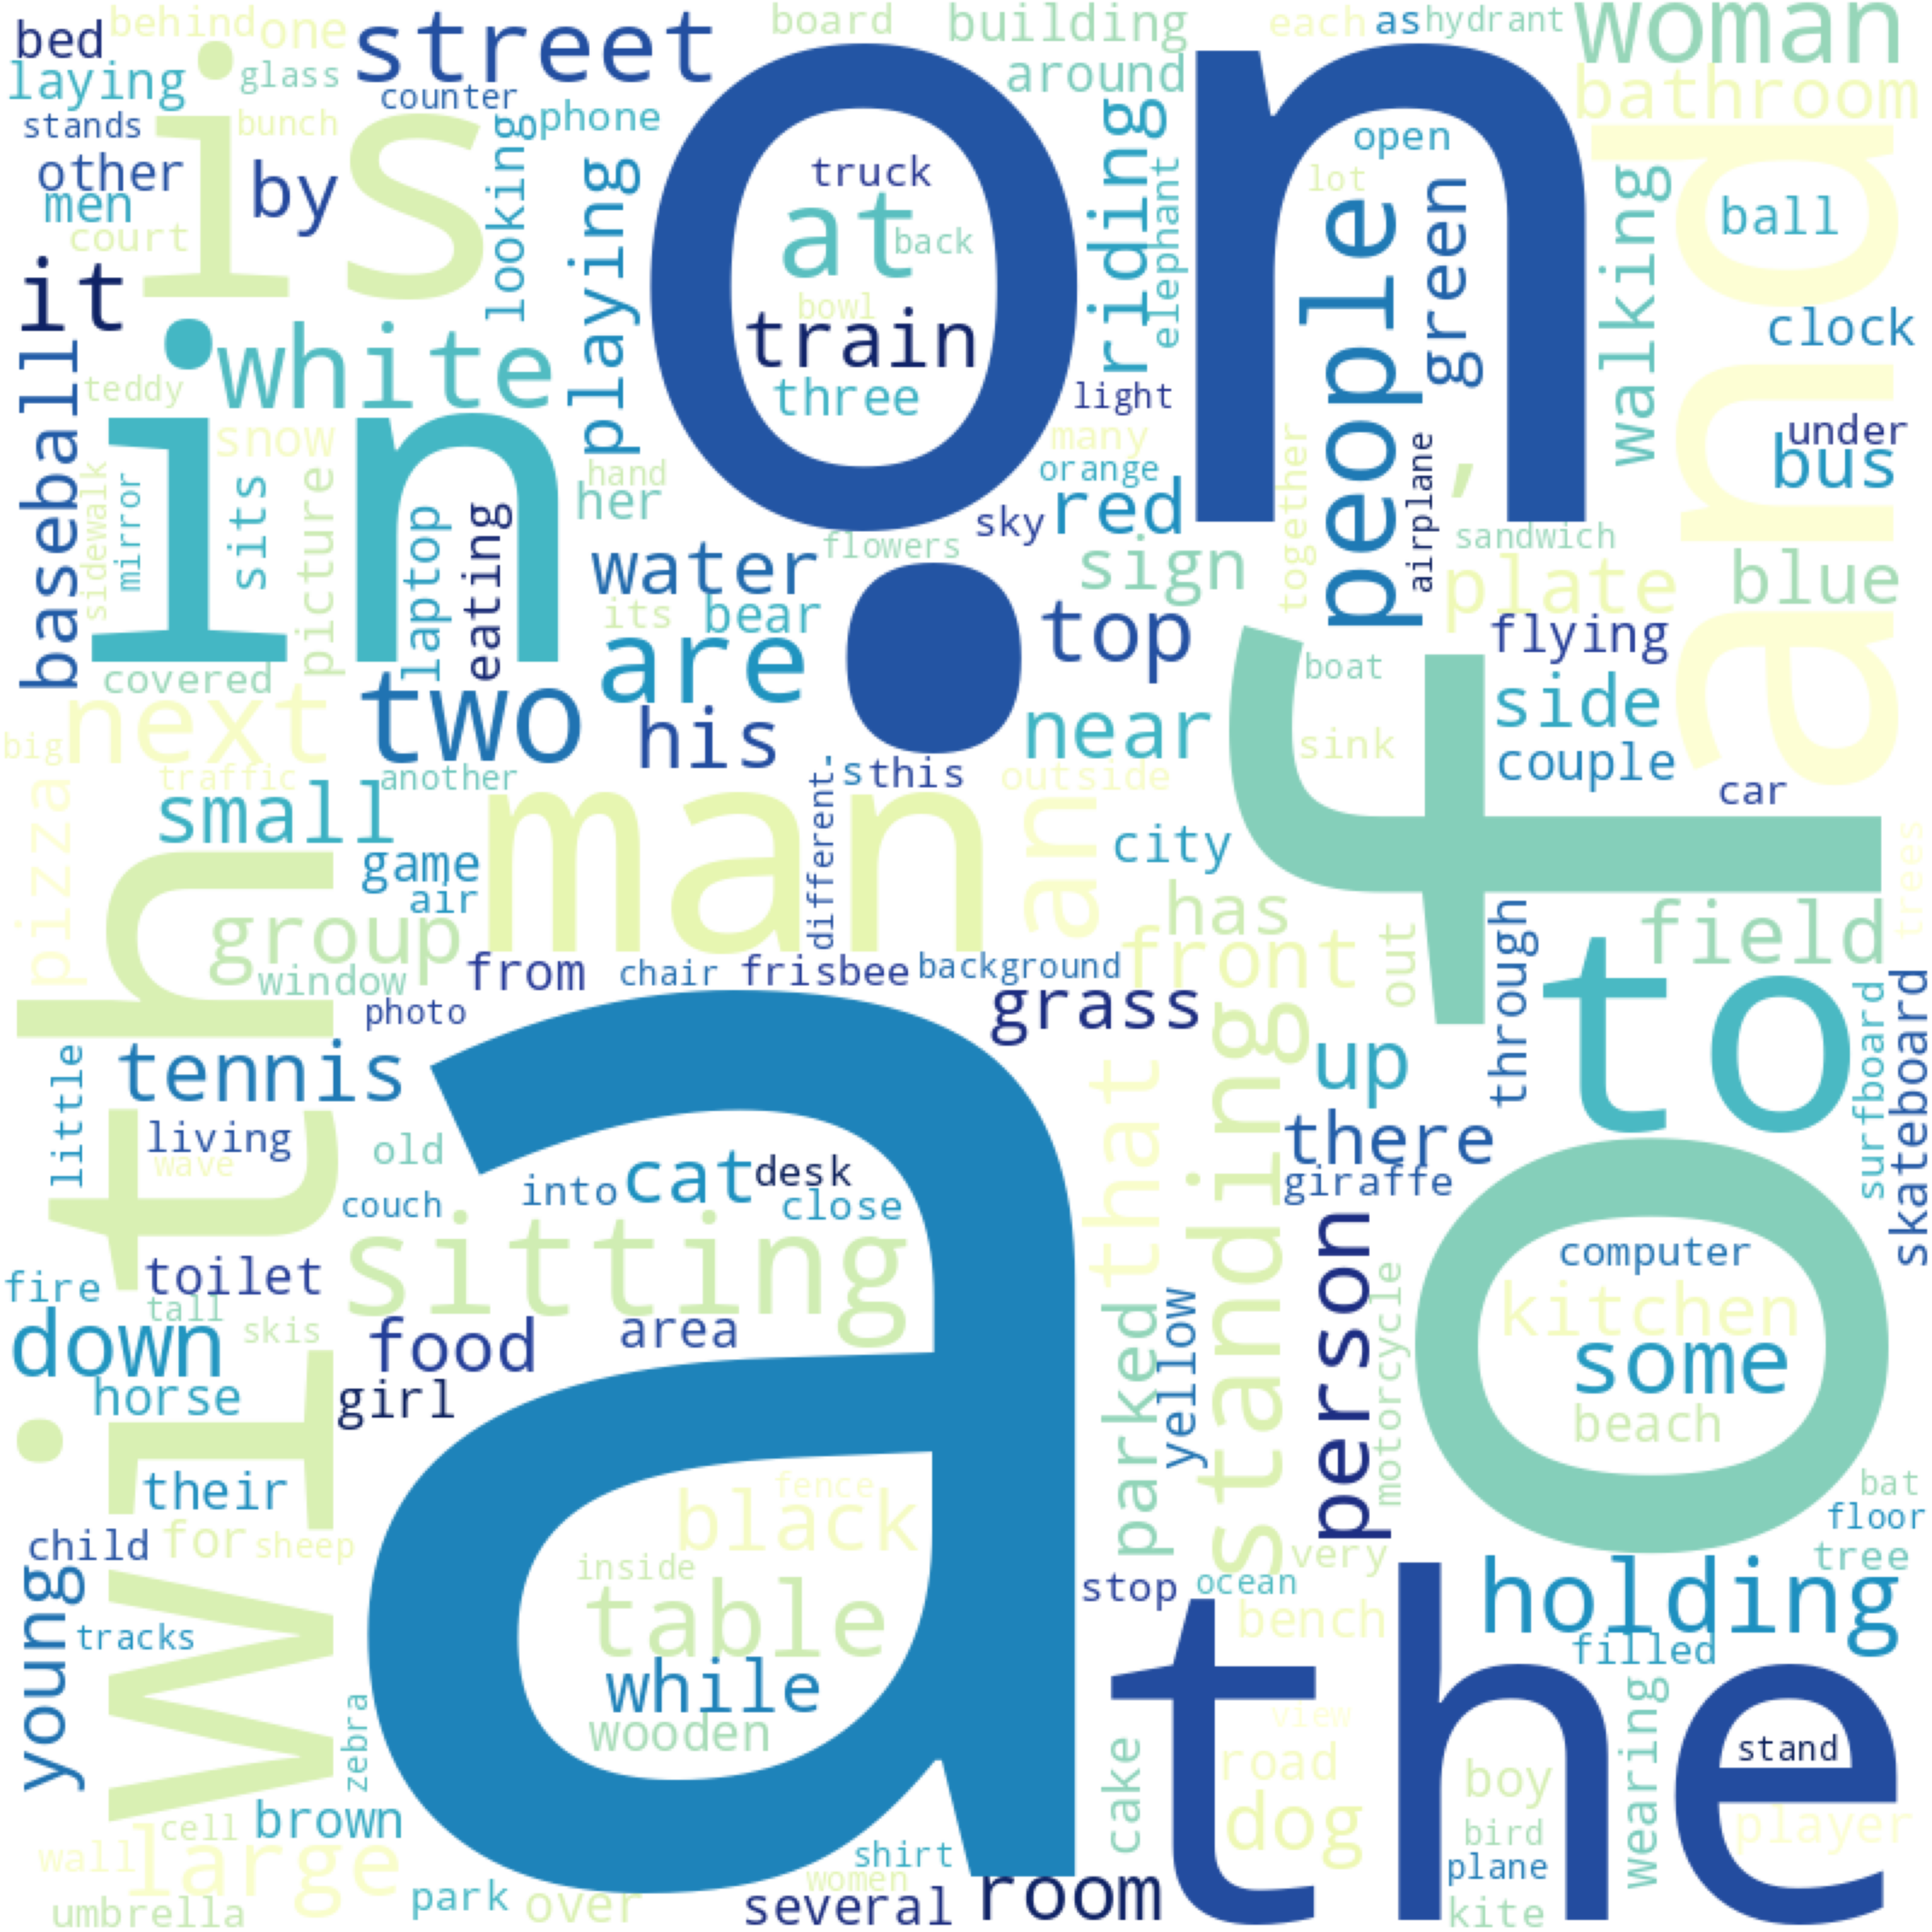 bed behind one street board building each as hydrant woman
laying glass counter phone around bathroom
stands bunch is looking on riding open and
other by playing truck elephant lot walking
men at people green ball
court back
it bowl
baseball white train clock
teddy three light under
in snow many bus
sidewalk mirror sits picture laptop eating hand orange together airplane ,
her red sandwich
sky
water flowers sign plate blue
its bear . top flying
covered are boat of
next two his near side
big sink couple
traffic another 's this outside car
pizza small man different an city trees
game
air has
with group front out through field
window from chair frisbee background to
photo grass surfboard skateboard
little tennis a that standing up
living there
wave old cat desk giraffe
couch into close
sitting person computer
fire toilet parked yellow motorcycle kitchen
tall skis
down food area some
horse girl beach
their fence bat
child for sheep black floor
young inside very tree
stop ocean holding
tracks table bench filled
while the wearing
zebra wooden view stand
cake road boy
cell brown dog bird player
wall large shirt plane
umbrella park over women several room kite